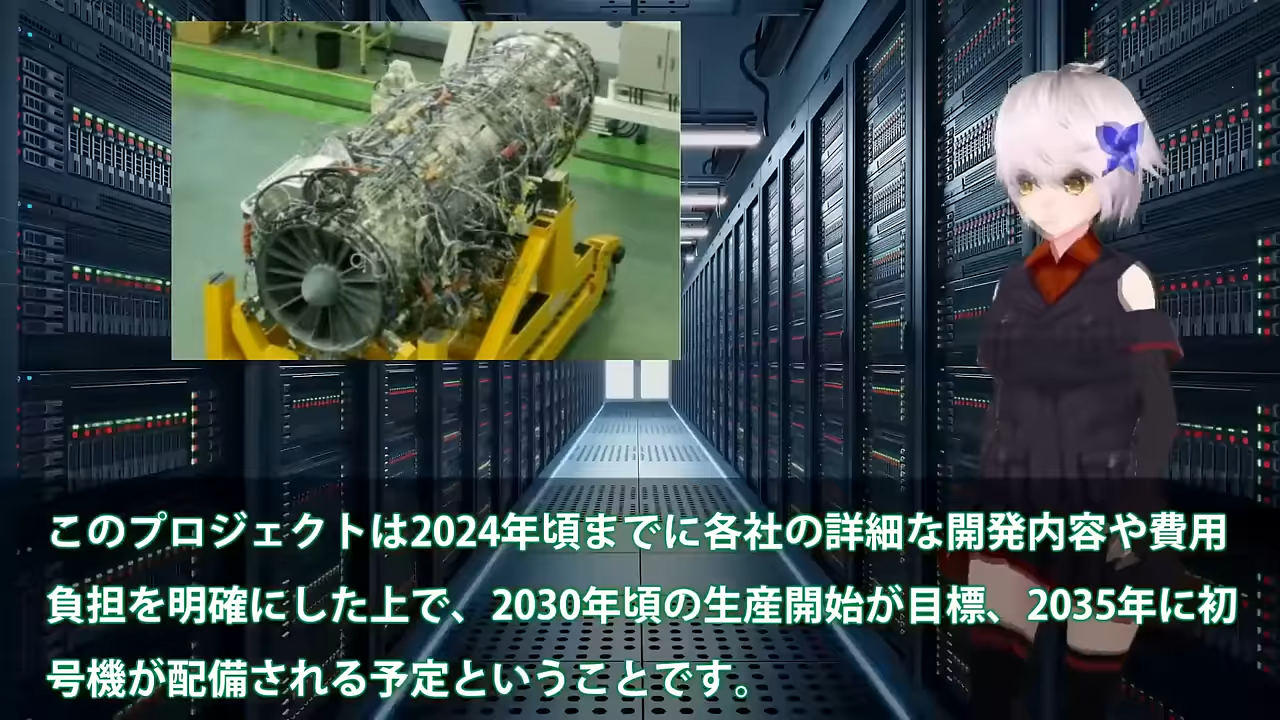 このプロジェクトは2024年頃までに各社の詳細な開発内容や費用
負担を明確にした上で、2030年頃の生産開始が目標、2035年に初
号機が配備される予定ということです。